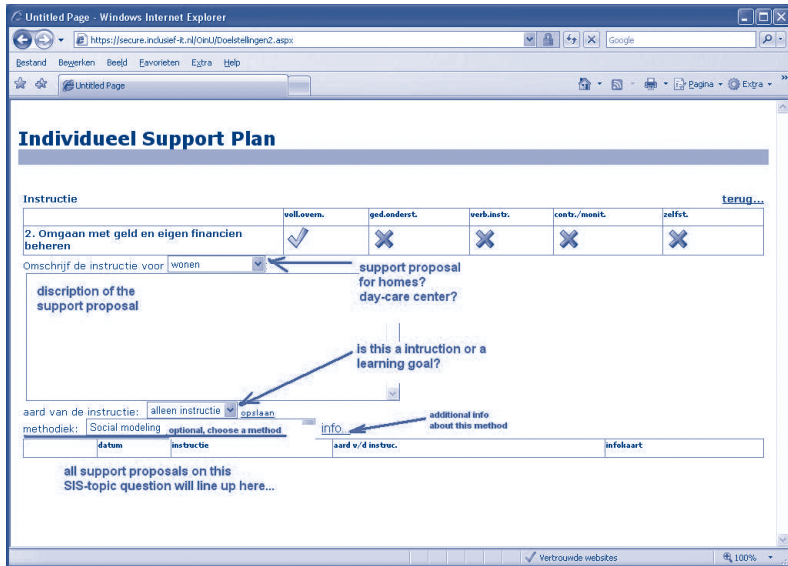 Untitled Page - Windows Internet Explorer
https://secure.inclusief-it.nl/OinU/Doelstellingen2.aspx
Google
Bestand Bewerken Beeld Favorieten Extra Help
Untitled Page
Pagina Extra
Individueel Support Plan
Instructie terug...
voll.overn. ged.onderst. verb.instr. contr./monit. zelfst.
2. Omgaan met geld en eigen financien
beheren
Omschrijf de instructie voor wonen
support proposal
for homes?
day-care center?
discription of the
support proposal
is this a intruction or a
learning goal?
aard van de instructie: alleen instructie opslaan
additional info
about this method
methodiek: Social modeling optional, choose a method info...
datum instructie aard v/d instruc. infokaart
all support proposals on this
SIS-topic question will line up here...
Vertrouwde websites 100%